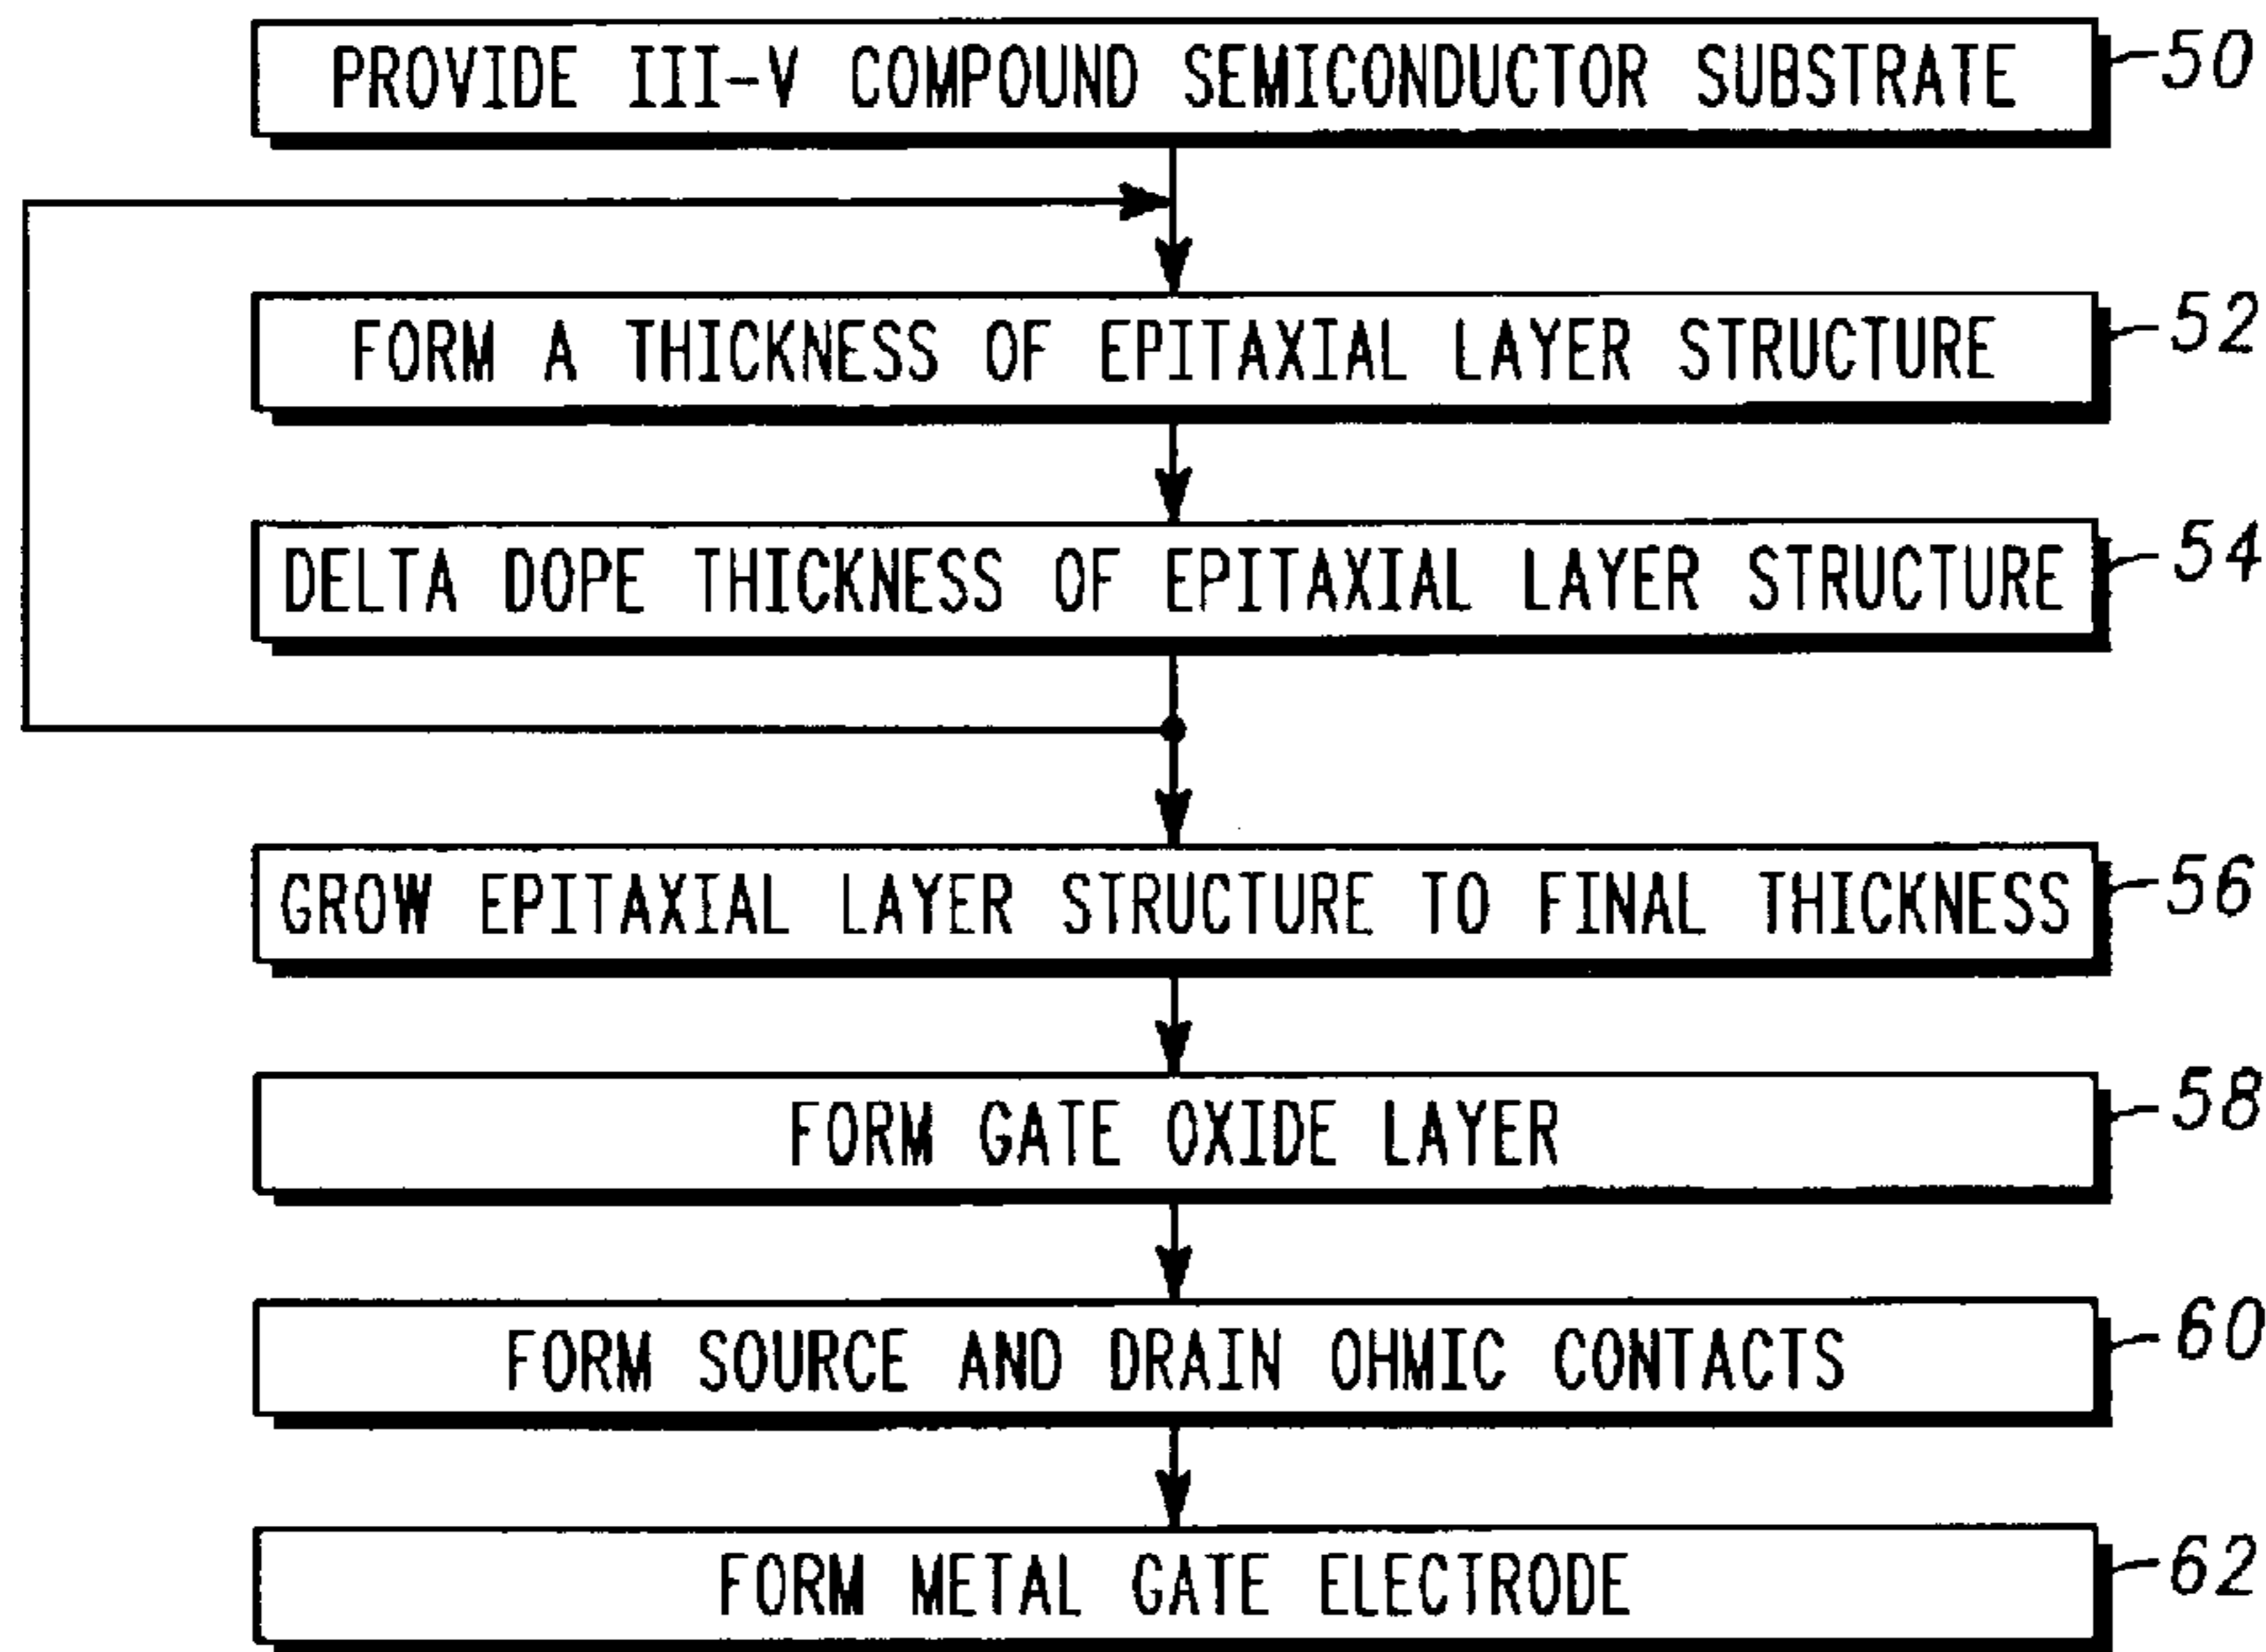 PROVIDE III-V COMPOUND SEMICONDUCTOR SUBSTRATE 50
FORM A THICKNESS OF EPITAXIAL LAYER STRUCTURE 52
DELTA DOPE THICKNESS OF EPITAXIAL LAYER STRUCTURE 54
GROW EPITAXIAL LAYER STRUCTURE TO FINAL THICKNESS 56
FORM GATE OXIDE LAYER 58
FORM SOURCE AND DRAIN OHMIC CONTACTS 60
FORM METAL GATE ELECTRODE 62